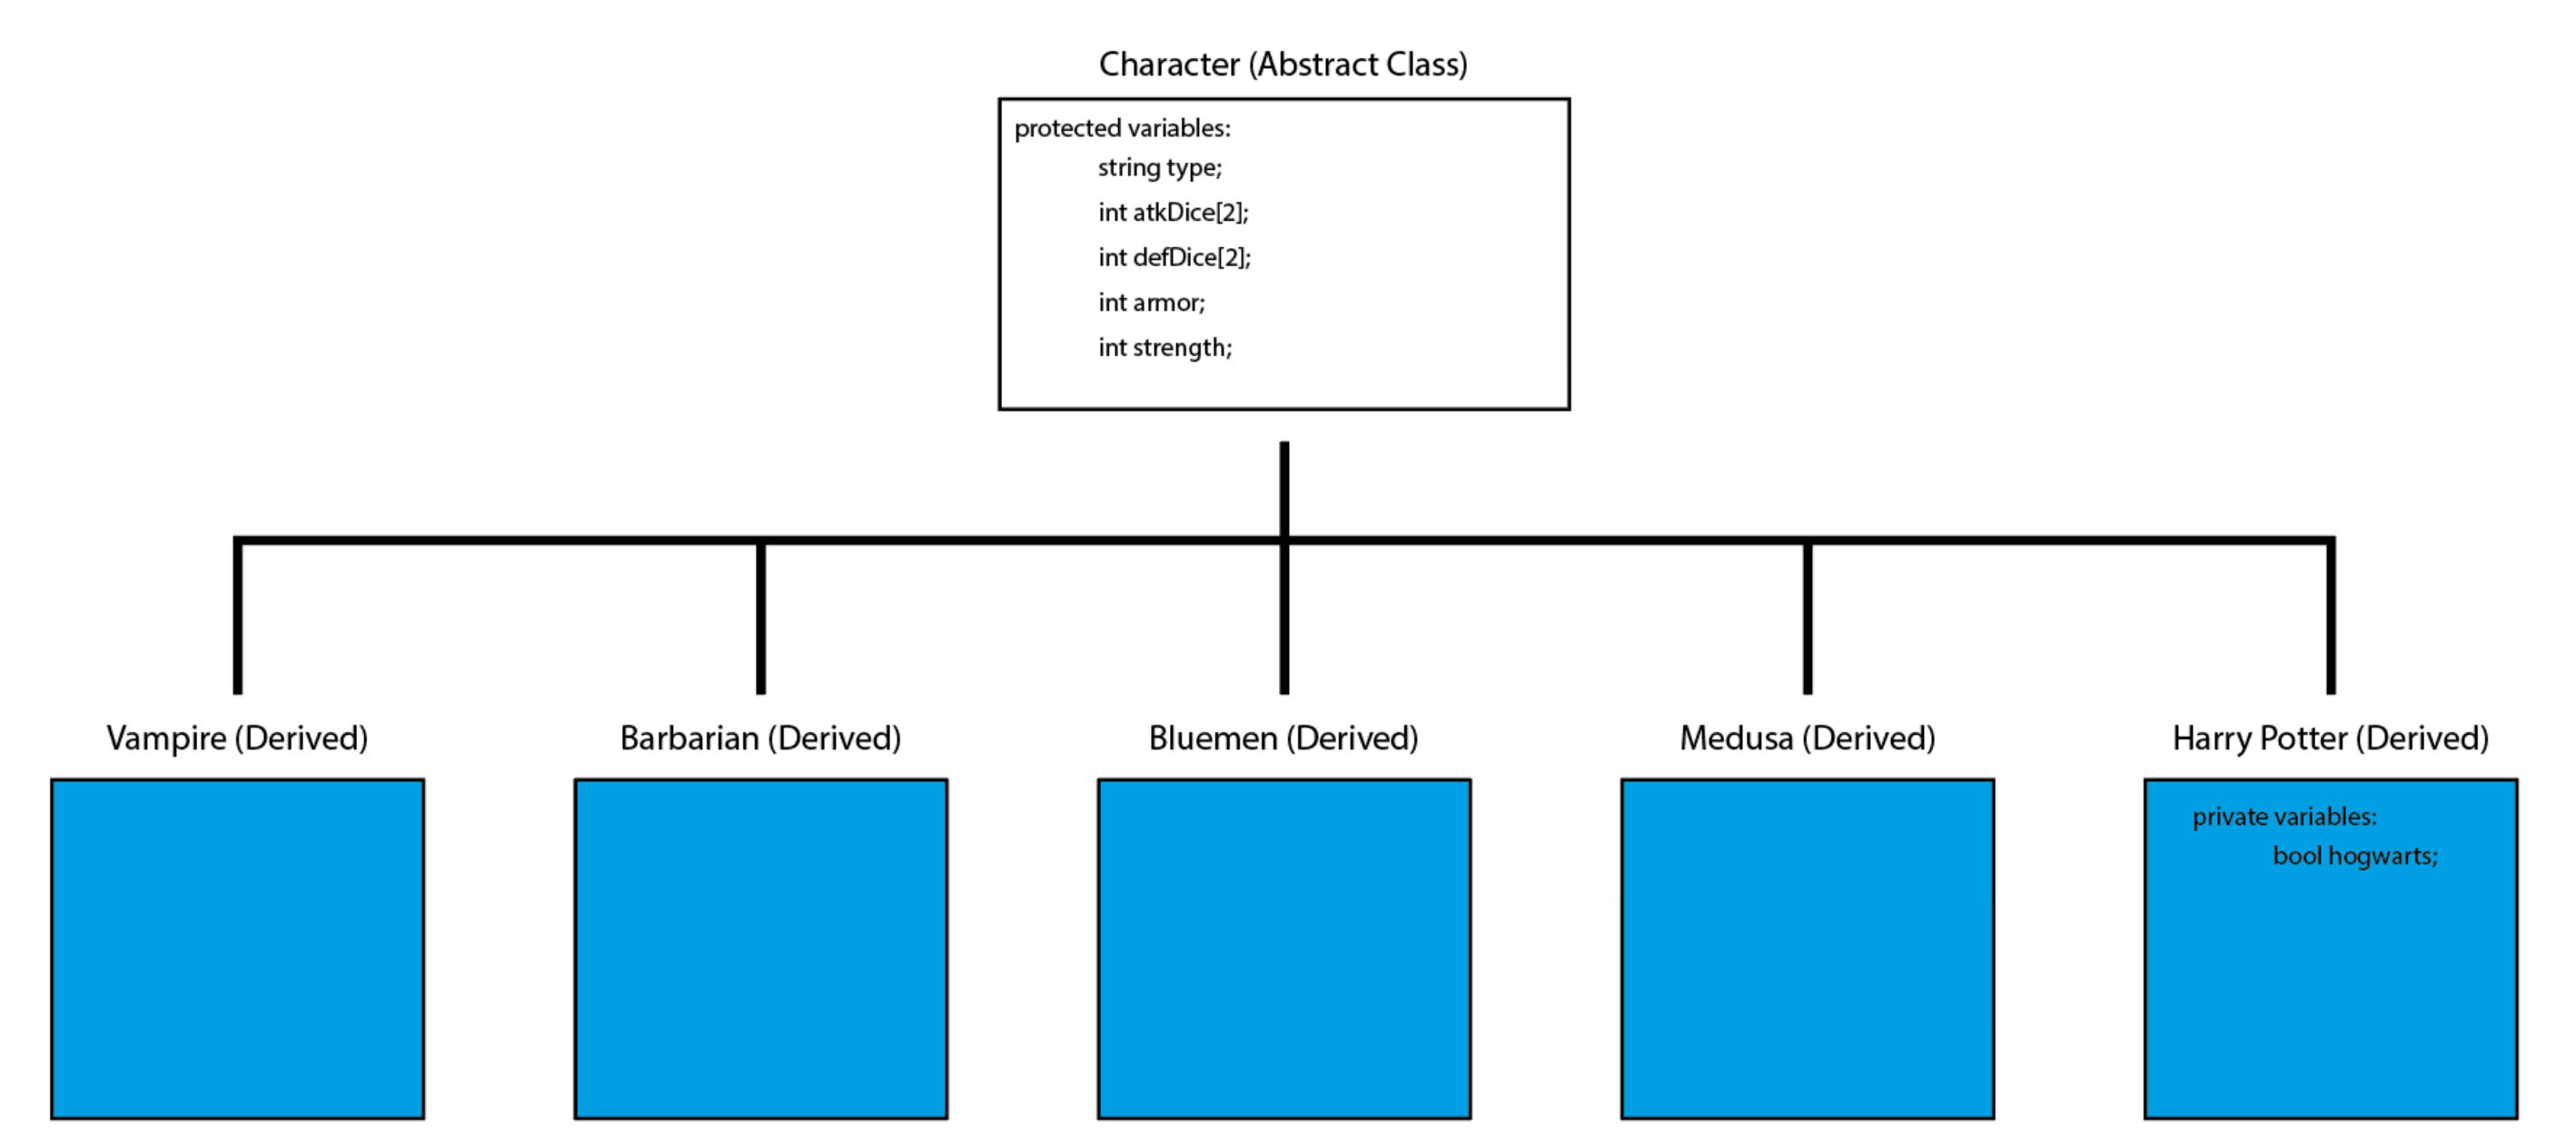 Character (Abstract Class)
protected variables:
string type;
int atkDice[2];
int defDice[2];
int armor;
int strength;
Vampire (Derived)
Barbarian (Derived)
Bluemen (Derived)
Medusa (Derived)
Harry Potter (Derived)
private variables:
bool hogwarts;